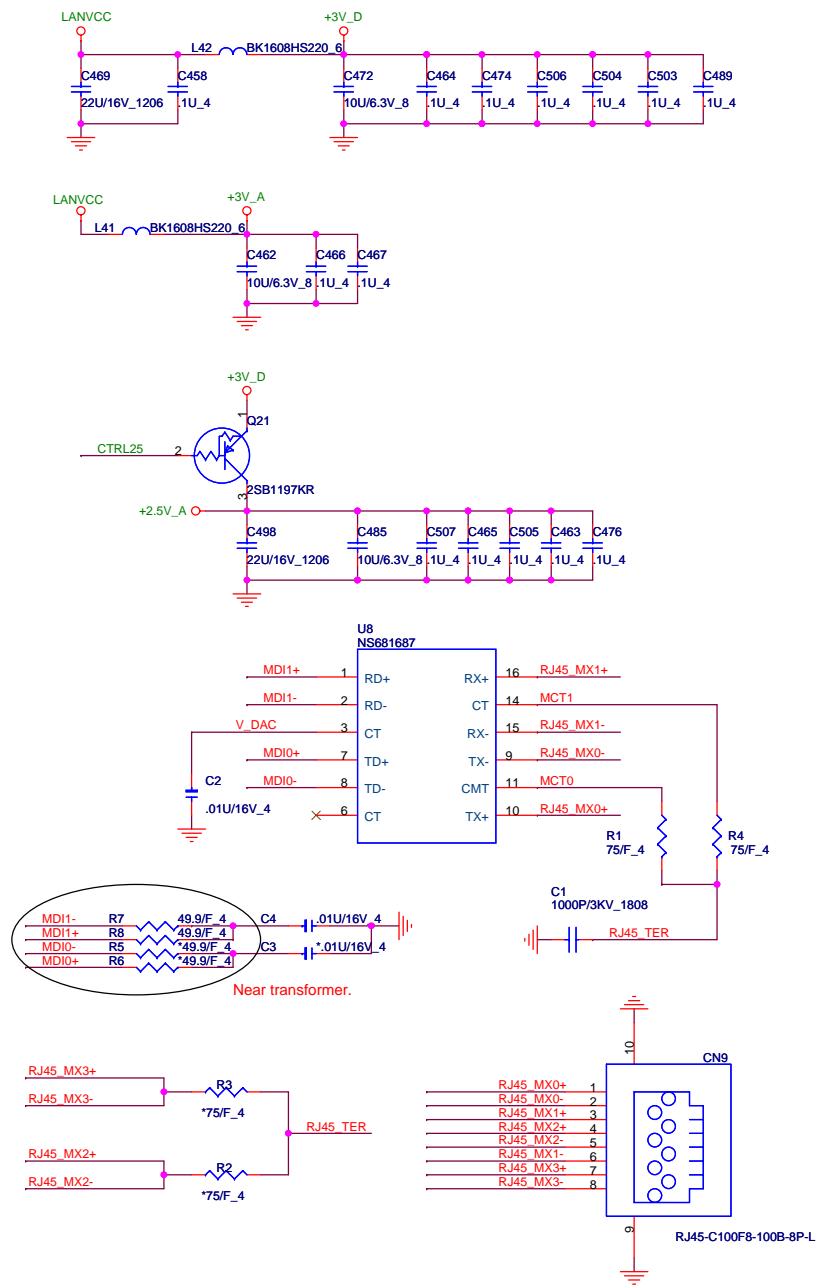 LANVCC
+3V_D
L42
BK1608HS220_6
C469
C458
C472
C464
C474
C506
C504
C503
C489
22U/16V_1206
.1U_4
10U/6.3V_8
.1U_4
.1U_4
.1U_4
.1U_4
.1U_4
.1U_4
LANVCC
+3V_A
L41
BK1608HS220_6
C462
C466
C467
10U/6.3V_8
.1U_4
.1U_4
+3V_D
1
Q21
CTRL25
2
3
2SB1197KR
+2.5V_A
C498
C485
C507
C465
C505
C463
C476
22U/16V_1206
10U/6.3V_8
.1U_4
.1U_4
.1U_4
.1U_4
.1U_4
U8
NS681687
MDI1+
1
RD+
RX+
16
RJ45_MX1+
MDI1-
2
RD-
CT
14
MCT1
V_DAC
3
CT
RX-
15
RJ45_MX1-
MDI0+
7
TD+
TX-
9
RJ45_MX0-
MDI0-
8
TD-
CMT
11
MCT0
6
CT
TX+
10
RJ45_MX0+
C2
.01U/16V_4
R1
75/F_4
R4
75/F_4
C1
1000P/3KV_1808
RJ45_TER
MDI1-
R7
49.9/F_4
C4
.01U/16V_4
MDI1+
R8
49.9/F_4
MDI0-
R5
*49.9/F_4
C3
*.01U/16V_4
MDI0+
R6
*49.9/F_4
Near transformer.
RJ45_MX3+
R3
RJ45_MX3-
*75/F_4
RJ45_TER
RJ45_MX2+
R2
RJ45_MX2-
*75/F_4
10
CN9
RJ45_MX0+
1
RJ45_MX0-
2
RJ45_MX1+
3
RJ45_MX2+
4
RJ45_MX2-
5
RJ45_MX1-
6
RJ45_MX3+
7
RJ45_MX3-
8
9
RJ45-C100F8-100B-8P-L